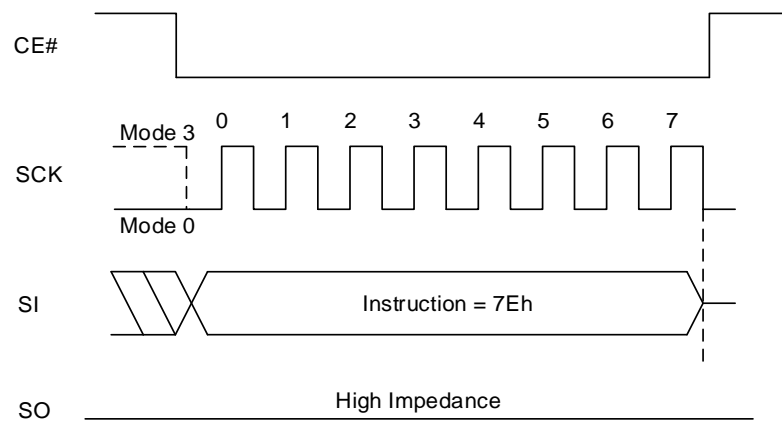 CE#
0 1 2 3 4 5 6 7
Mode 3
SCK
Mode 0
SI
Instruction = 7Eh
High Impedance
SO